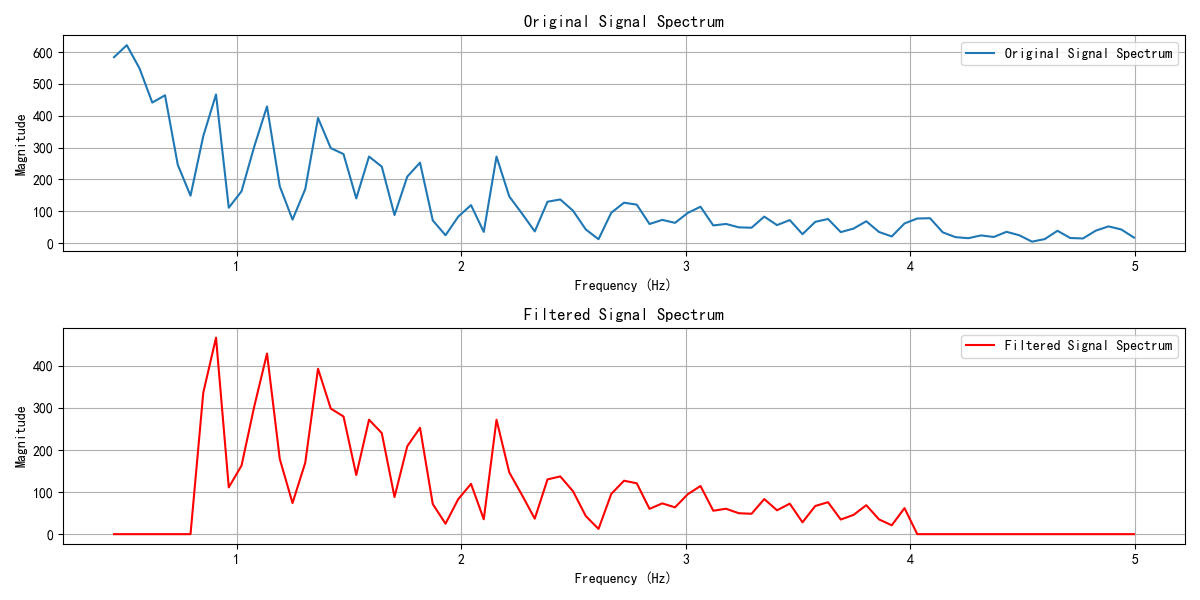 Original Signal Spectrum
600
500
400
300
200
100
0
Magnitude
Original Signal Spectrum
1
2
3
4
5
Frequency (Hz)
Filtered Signal Spectrum
400
300
200
100
0
Magnitude
Filtered Signal Spectrum
1
2
3
4
5
Frequency (Hz)